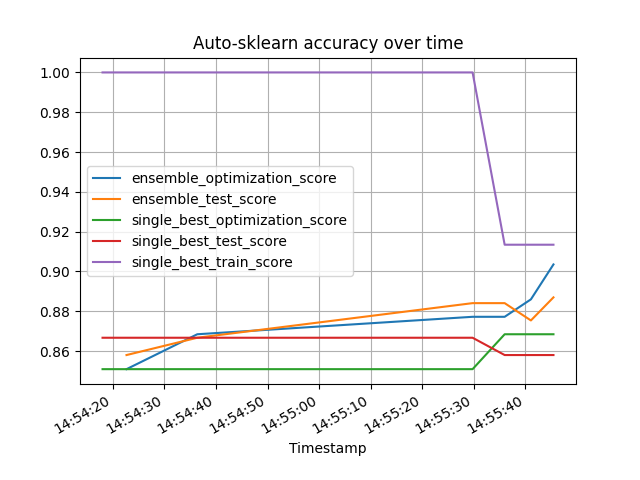 Auto-sklearn accuracy over time
1.00
0.98
0.96
0.94
0.92
0.90
0.88
0.86
ensemble_optimization_score
ensemble_test_score
single_best_optimization_score
single_best_test_score
single_best_train_score
14:54:20
14:54:30
14:54:40
14:54:50
14:55:00
14:55:10
14:55:20
14:55:30
14:55:40
Timestamp